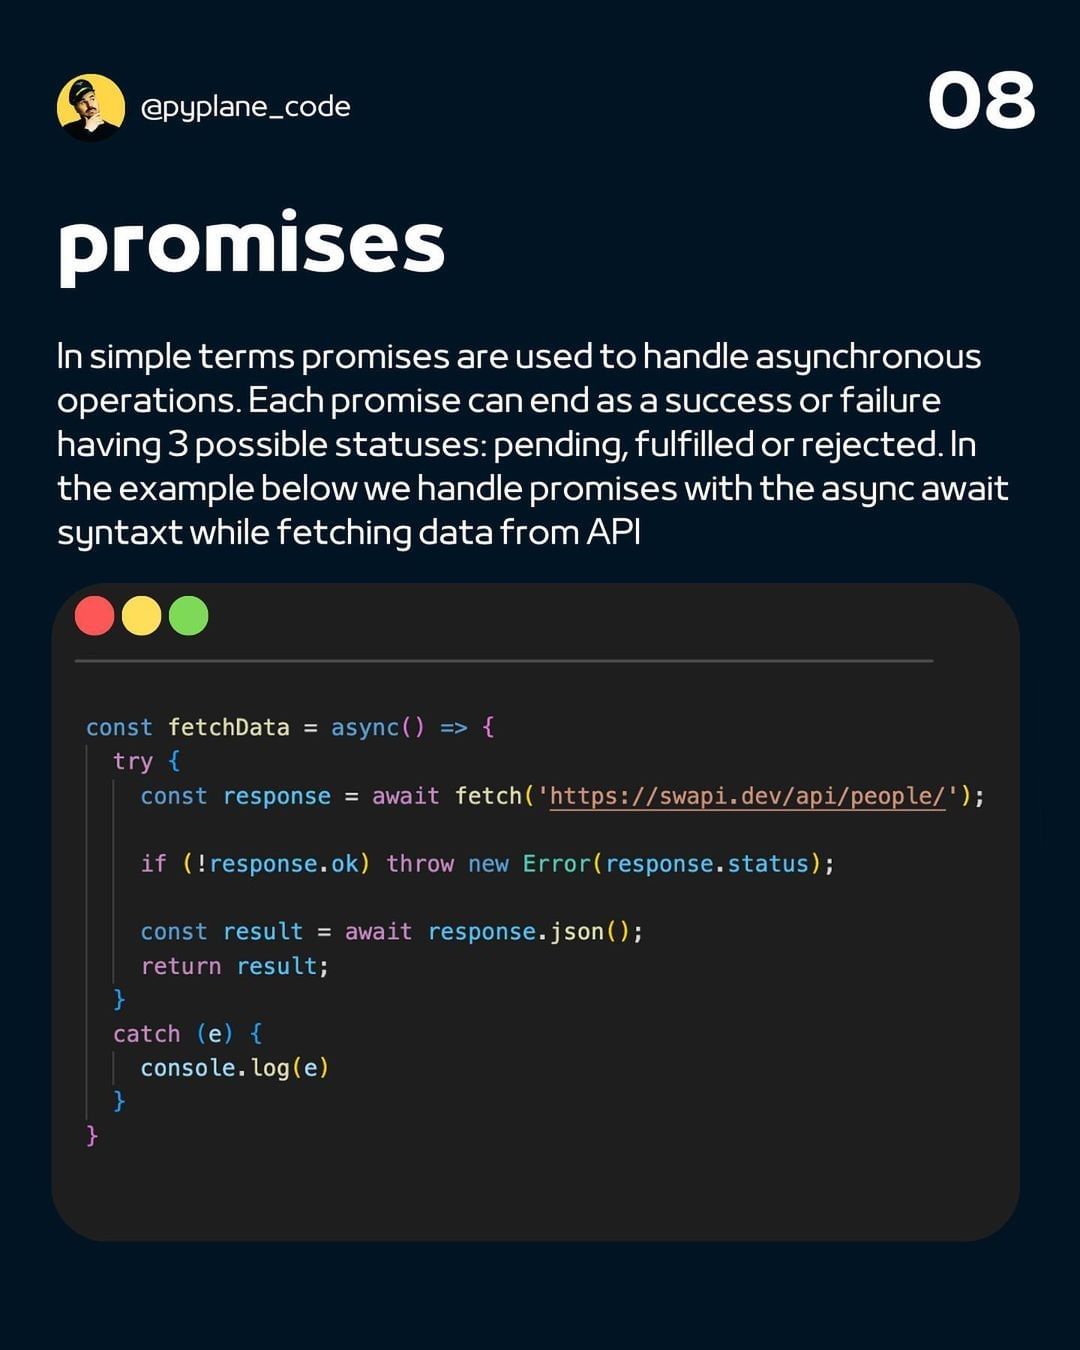 @pyplane_code
08
promises
In simple terms promises are used to handle asynchronous
operations. Each promise can end as a success or failure
having 3 possible statuses: pending, fulfilled or rejected. In
the example below we handle promises with the async await
syntaxt while fetching data from API
const fetchData = async() => {
  try {
    const response = await fetch('https://swapi.dev/api/people/');
    if (!response.ok) throw new Error(response.status);
    const result = await response.json();
    return result;
  }
  catch (e) {
    console.log(e)
  }
}